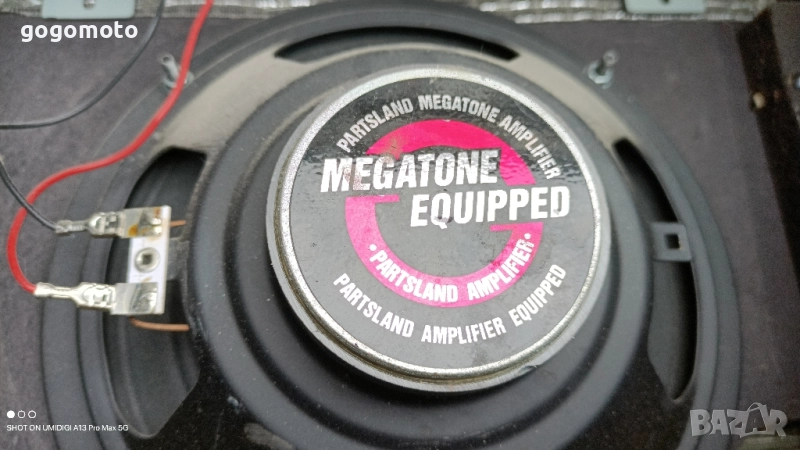 gogomoto
PARTSLAND MEGATONE AMPLIFIER
MEGATONE
EQUIPPED
• PARTSLAND AMPLIFIER •
PARTSLAND AMPLIFIER EQUIPPED
SHOT ON UMIDIGI A13 Pro Max 5G
BAZAR